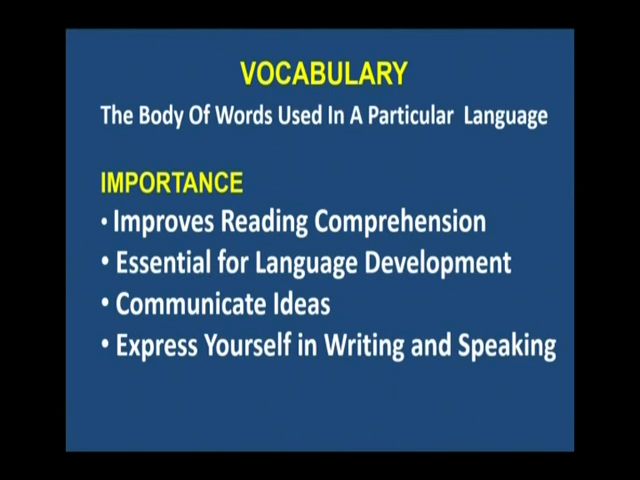 VOCABULARY
The Body Of Words Used In A Particular Language
IMPORTANCE
• Improves Reading Comprehension
• Essential for Language Development
• Communicate Ideas
• Express Yourself in Writing and Speaking